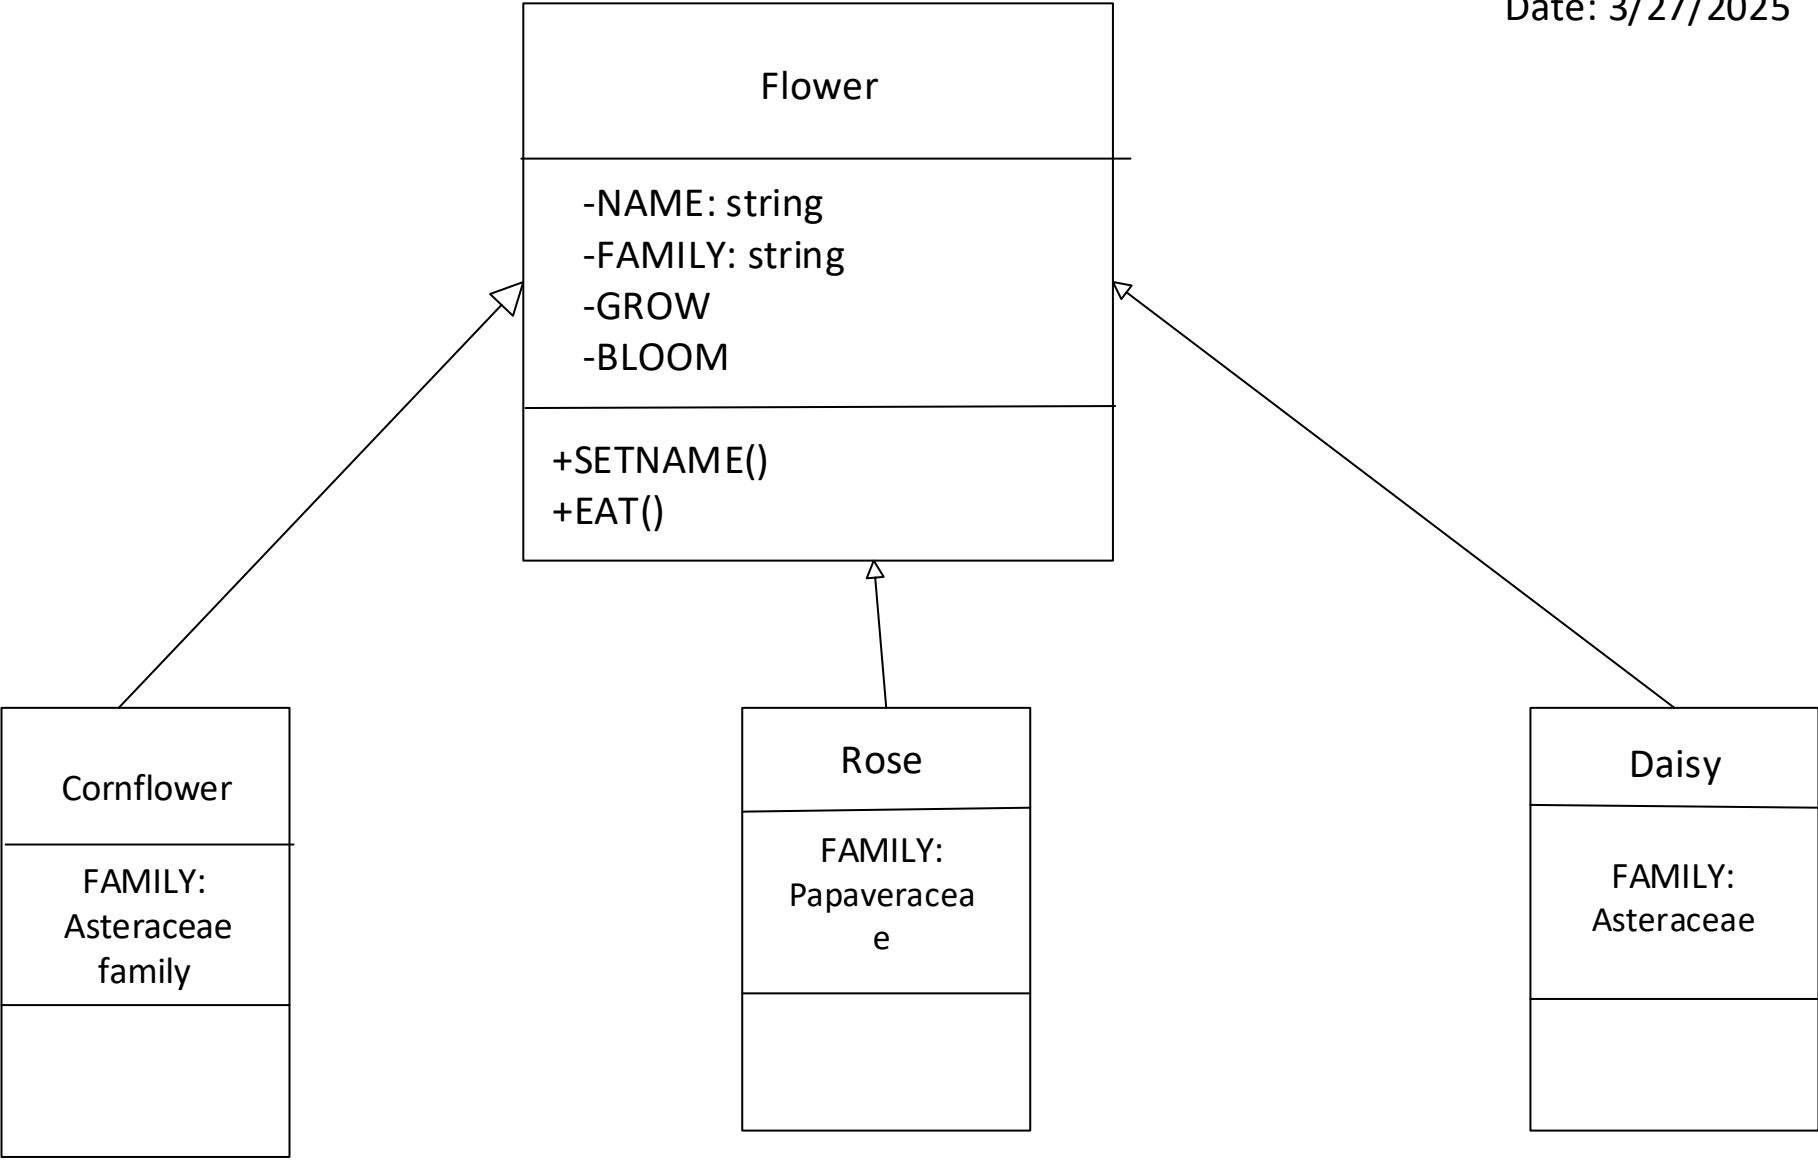 Date: 3/27/2025
Flower
-NAME: string
-FAMILY: string
-GROW
-BLOOM
+SETNAME()
+EAT()
Cornflower
FAMILY:
Asteraceae
family
Rose
FAMILY:
Papaveracea
e
Daisy
FAMILY:
Asteraceae